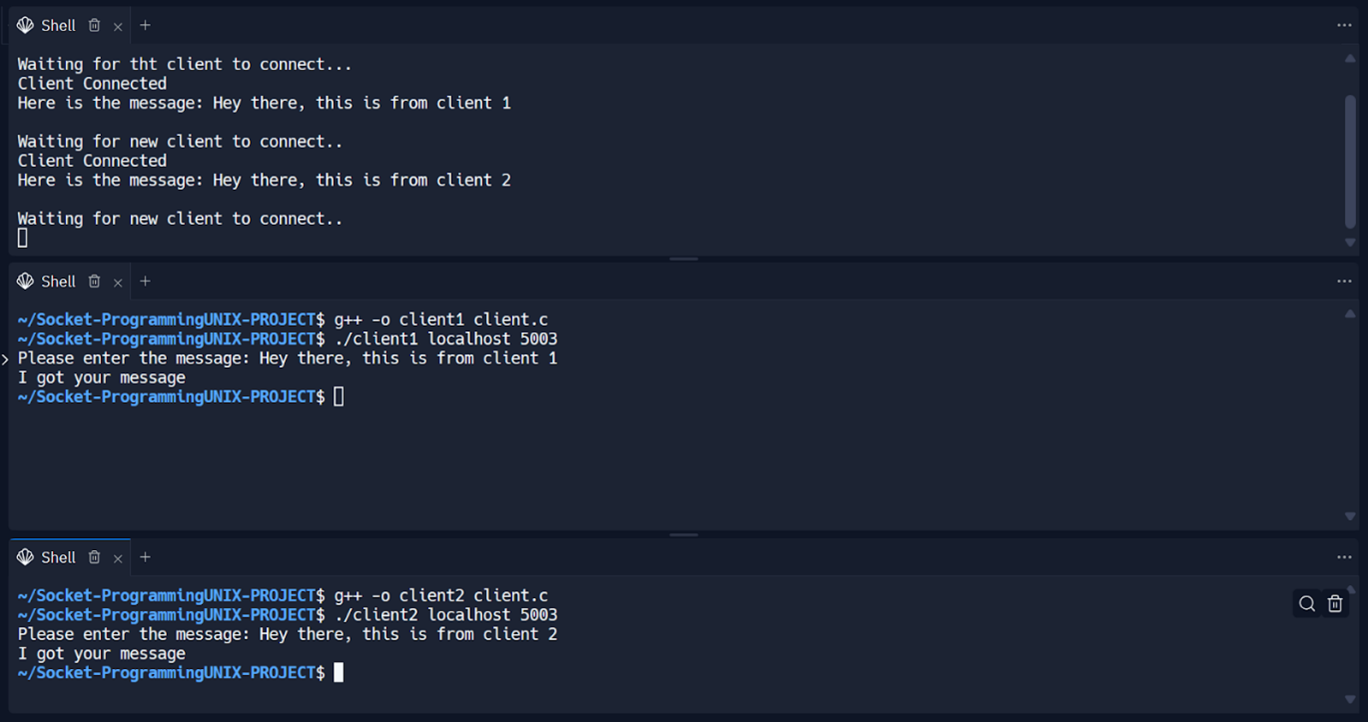 Shell
Waiting for tht client to connect...
Client Connected
Here is the message: Hey there, this is from client 1
Waiting for new client to connect..
Client Connected
Here is the message: Hey there, this is from client 2
Waiting for new client to connect..
Shell
~/Socket-ProgrammingUNIX-PROJECT$ g++ -o client1 client.c
~/Socket-ProgrammingUNIX-PROJECT$ ./client1 localhost 5003
Please enter the message: Hey there, this is from client 1
I got your message
~/Socket-ProgrammingUNIX-PROJECT$
Shell
~/Socket-ProgrammingUNIX-PROJECT$ g++ -o client2 client.c
~/Socket-ProgrammingUNIX-PROJECT$ ./client2 localhost 5003
Please enter the message: Hey there, this is from client 2
I got your message
~/Socket-ProgrammingUNIX-PROJECT$